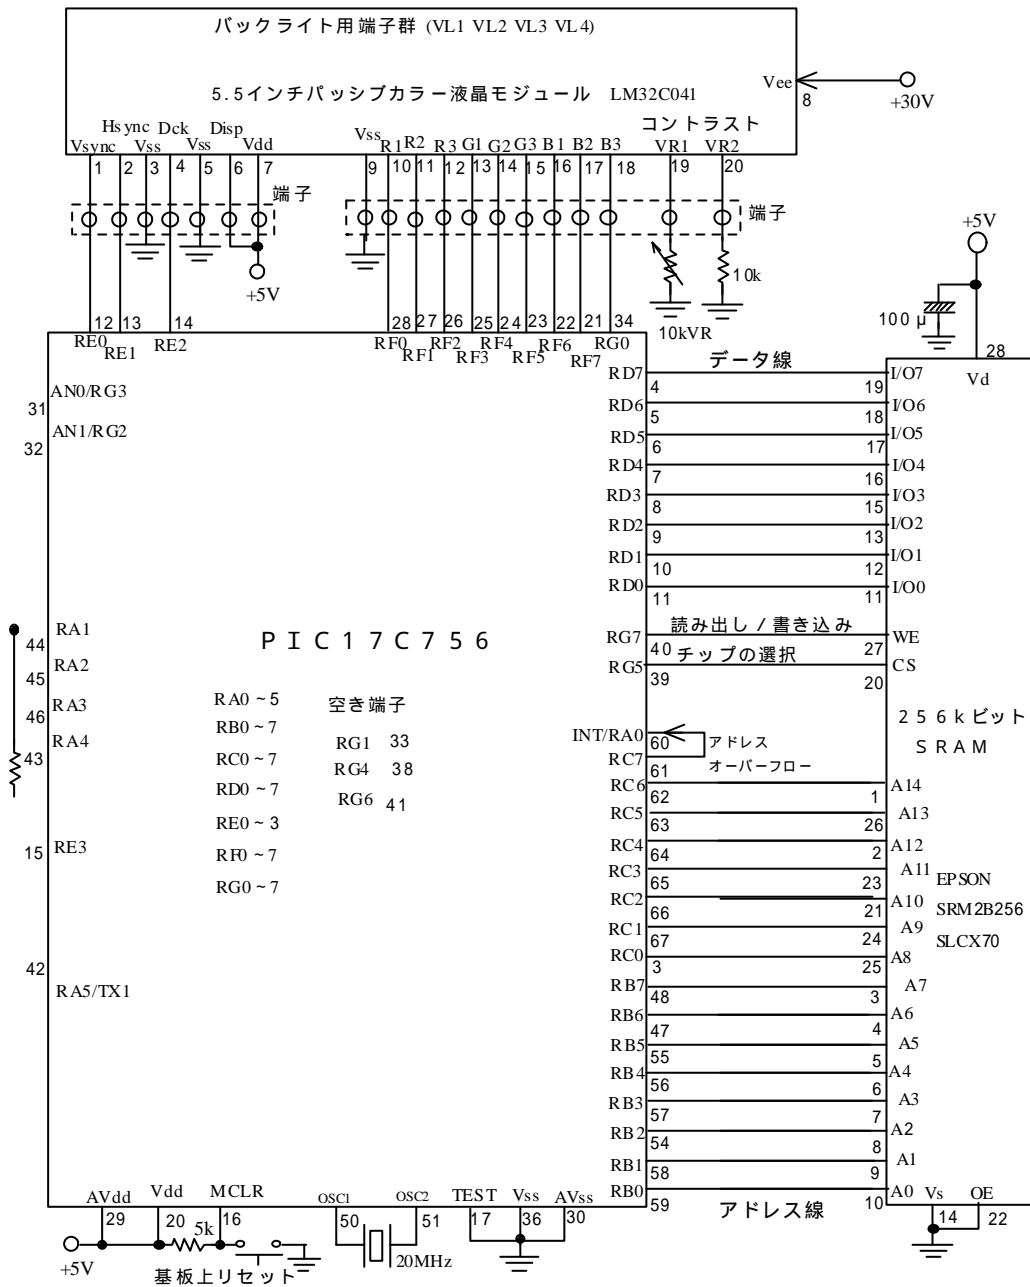 バックライト用端子群 (VL1 VL2 VL3 VL4)
5.5インチパッシブカラー液晶モジュール LM32C041
Vee
8
+30V
コントラスト
Vsync Hsync Vss Dck Vss Disp Vdd
Vss R1 R2 R3 G1 G2 G3 B1 B2 B3 VR1 VR2
1 2 3 4 5 6 7
9 10 11 12 13 14 15 16 17 18 19 20
端子
端子
+5V
10k
10kVR
+5V
100μ
28
Vd
12 13 14
RE0 RE1 RE2
28 27 26 25 24 23 22 21 34
RF0 RF1 RF2 RF3 RF4 RF5 RF6 RF7 RG0
データ線
RD7 4 19 I/O7
RD6 5 18 I/O6
RD5 6 17 I/O5
RD4 7 16 I/O4
RD3 8 15 I/O3
RD2 9 13 I/O2
RD1 10 12 I/O1
RD0 11 11 I/O0
読み出し / 書き込み
RG7 40 27 WE
チップの選択
RG5 39 20 CS
31 AN0/RG3
32 AN1/RG2
44 RA1
45 RA2
46 RA3
43 RA4
15 RE3
42 RA5/TX1
PIC17C756
RA0~5
RB0~7
RC0~7
RD0~7
RE0~3
RF0~7
RG0~7
空き端子
RG1 33
RG4 38
RG6 41
256kビット
SRAM
EPSON
SRM2B256
SLCX70
INT/RA0 60
RC7 61
アドレス
オーバーフロー
RC6 62 1 A14
RC5 63 26 A13
RC4 64 2 A12
RC3 65 23 A11
RC2 66 21 A10
RC1 67 24 A9
RC0 3 25 A8
RB7 48 3 A7
RB6 47 4 A6
RB5 55 5 A5
RB4 56 6 A4
RB3 57 7 A3
RB2 54 8 A2
RB1 58 9 A1
RB0 59 10 A0
アドレス線
Vs OE
14 22
AVdd Vdd MCLR OSC1 OSC2 TEST Vss AVss
29 20 16 50 51 17 36 30
5k
+5V
基板上リセット
20MHz